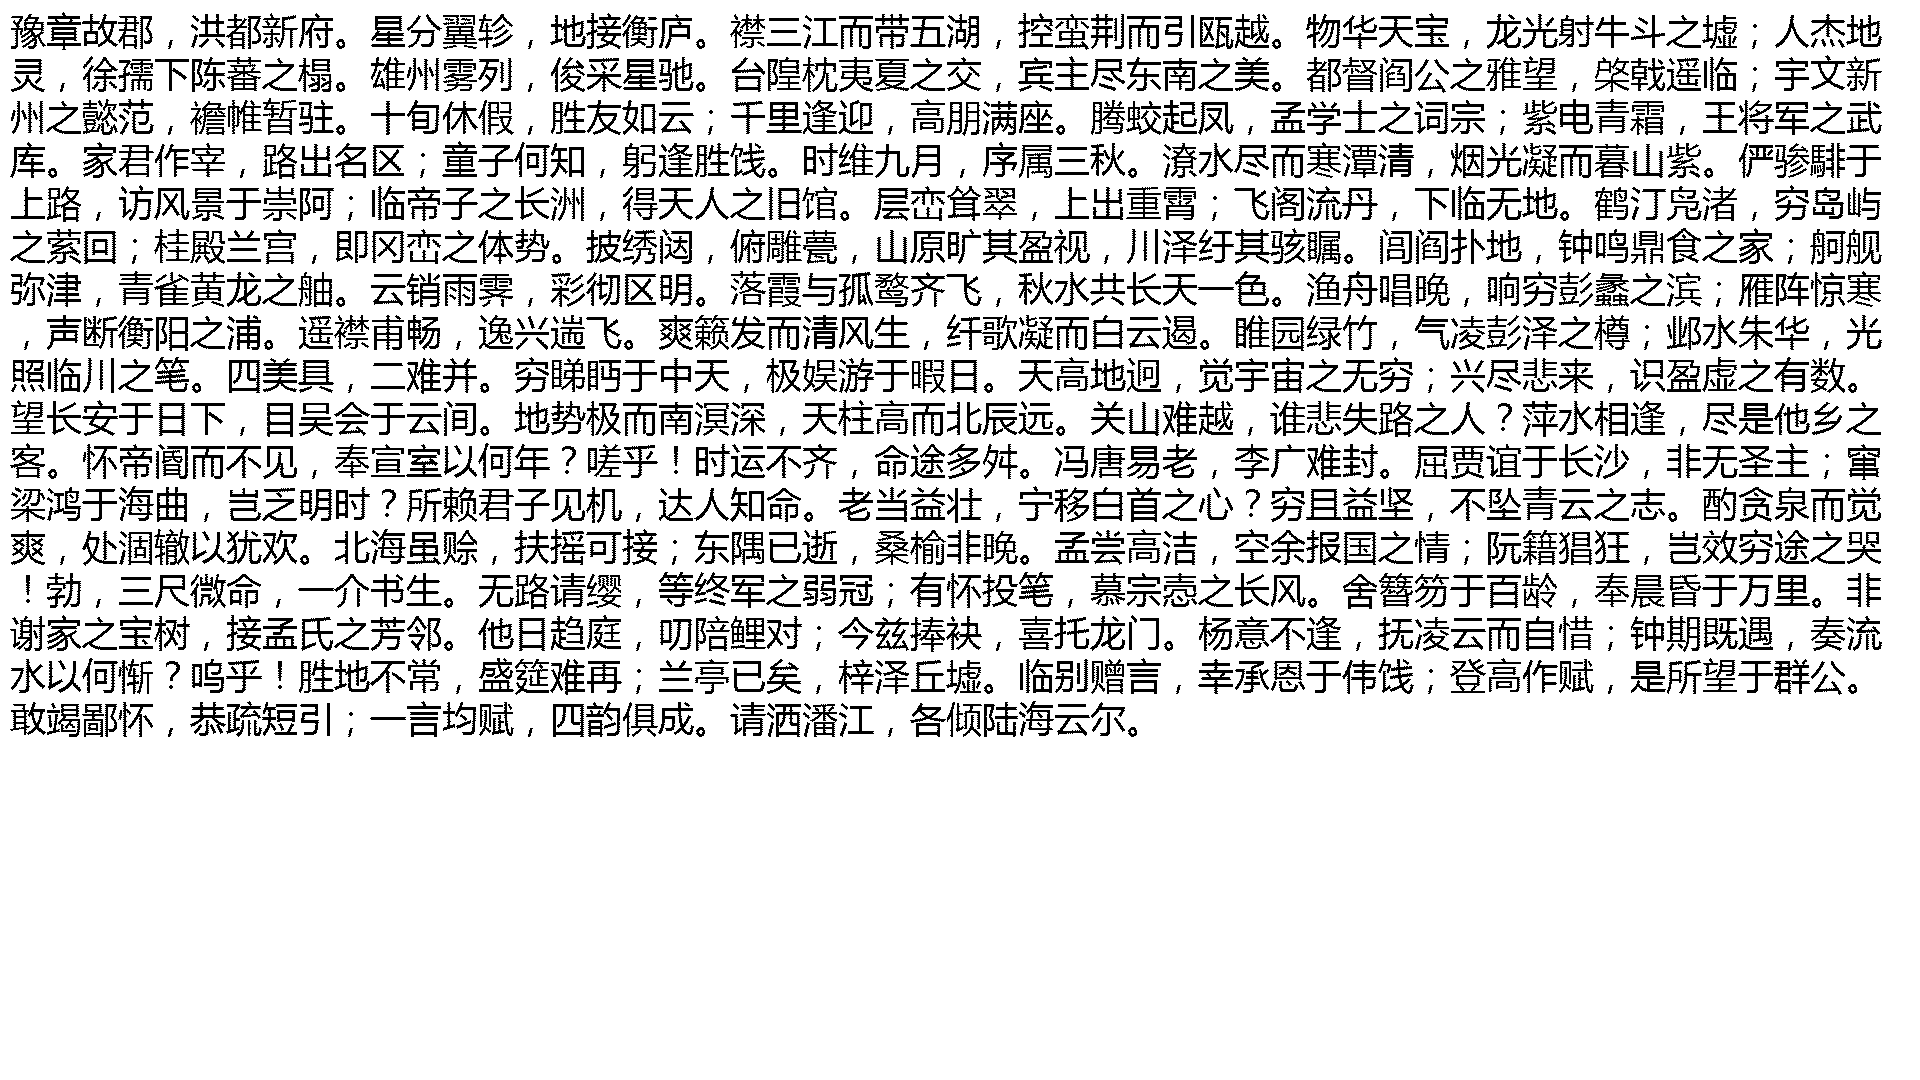 豫章故郡，洪都新府。星分翼轸，地接衡庐。襟三江而带五湖，控蛮荆而引瓯越。物华天宝，龙光射牛斗之墟；人杰地
灵，徐孺下陈蕃之榻。雄州雾列，俊采星驰。台隍枕夷夏之交，宾主尽东南之美。都督阎公之雅望，棨戟遥临；宇文新
州之懿范，襜帷暂驻。十旬休假，胜友如云；千里逢迎，高朋满座。腾蛟起凤，孟学士之词宗；紫电青霜，王将军之武
库。家君作宰，路出名区；童子何知，躬逢胜饯。时维九月，序属三秋。潦水尽而寒潭清，烟光凝而暮山紫。俨骖騑于
上路，访风景于崇阿；临帝子之长洲，得天人之旧馆。层峦耸翠，上出重霄；飞阁流丹，下临无地。鹤汀凫渚，穷岛屿
之萦回；桂殿兰宫，即冈峦之体势。披绣闼，俯雕甍，山原旷其盈视，川泽纡其骇瞩。闾阎扑地，钟鸣鼎食之家；舸舰
弥津，青雀黄龙之舳。云销雨霁，彩彻区明。落霞与孤鹜齐飞，秋水共长天一色。渔舟唱晚，响穷彭蠡之滨；雁阵惊寒
，声断衡阳之浦。遥襟甫畅，逸兴遄飞。爽籁发而清风生，纤歌凝而白云遏。睢园绿竹，气凌彭泽之樽；邺水朱华，光
照临川之笔。四美具，二难并。穷睇眄于中天，极娱游于暇日。天高地迥，觉宇宙之无穷；兴尽悲来，识盈虚之有数。
望长安于日下，目吴会于云间。地势极而南溟深，天柱高而北辰远。关山难越，谁悲失路之人？萍水相逢，尽是他乡之
客。怀帝阍而不见，奉宣室以何年？嗟乎！时运不齐，命途多舛。冯唐易老，李广难封。屈贾谊于长沙，非无圣主；窜
梁鸿于海曲，岂乏明时？所赖君子见机，达人知命。老当益壮，宁移白首之心？穷且益坚，不坠青云之志。酌贪泉而觉
爽，处涸辙以犹欢。北海虽赊，扶摇可接；东隅已逝，桑榆非晚。孟尝高洁，空余报国之情；阮籍猖狂，岂效穷途之哭
！勃，三尺微命，一介书生。无路请缨，等终军之弱冠；有怀投笔，慕宗悫之长风。舍簪笏于百龄，奉晨昏于万里。非
谢家之宝树，接孟氏之芳邻。他日趋庭，叨陪鲤对；今兹捧袂，喜托龙门。杨意不逢，抚凌云而自惜；钟期既遇，奏流
水以何惭？呜乎！胜地不常，盛筵难再；兰亭已矣，梓泽丘墟。临别赠言，幸承恩于伟饯；登高作赋，是所望于群公。
敢竭鄙怀，恭疏短引；一言均赋，四韵俱成。请洒潘江，各倾陆海云尔。